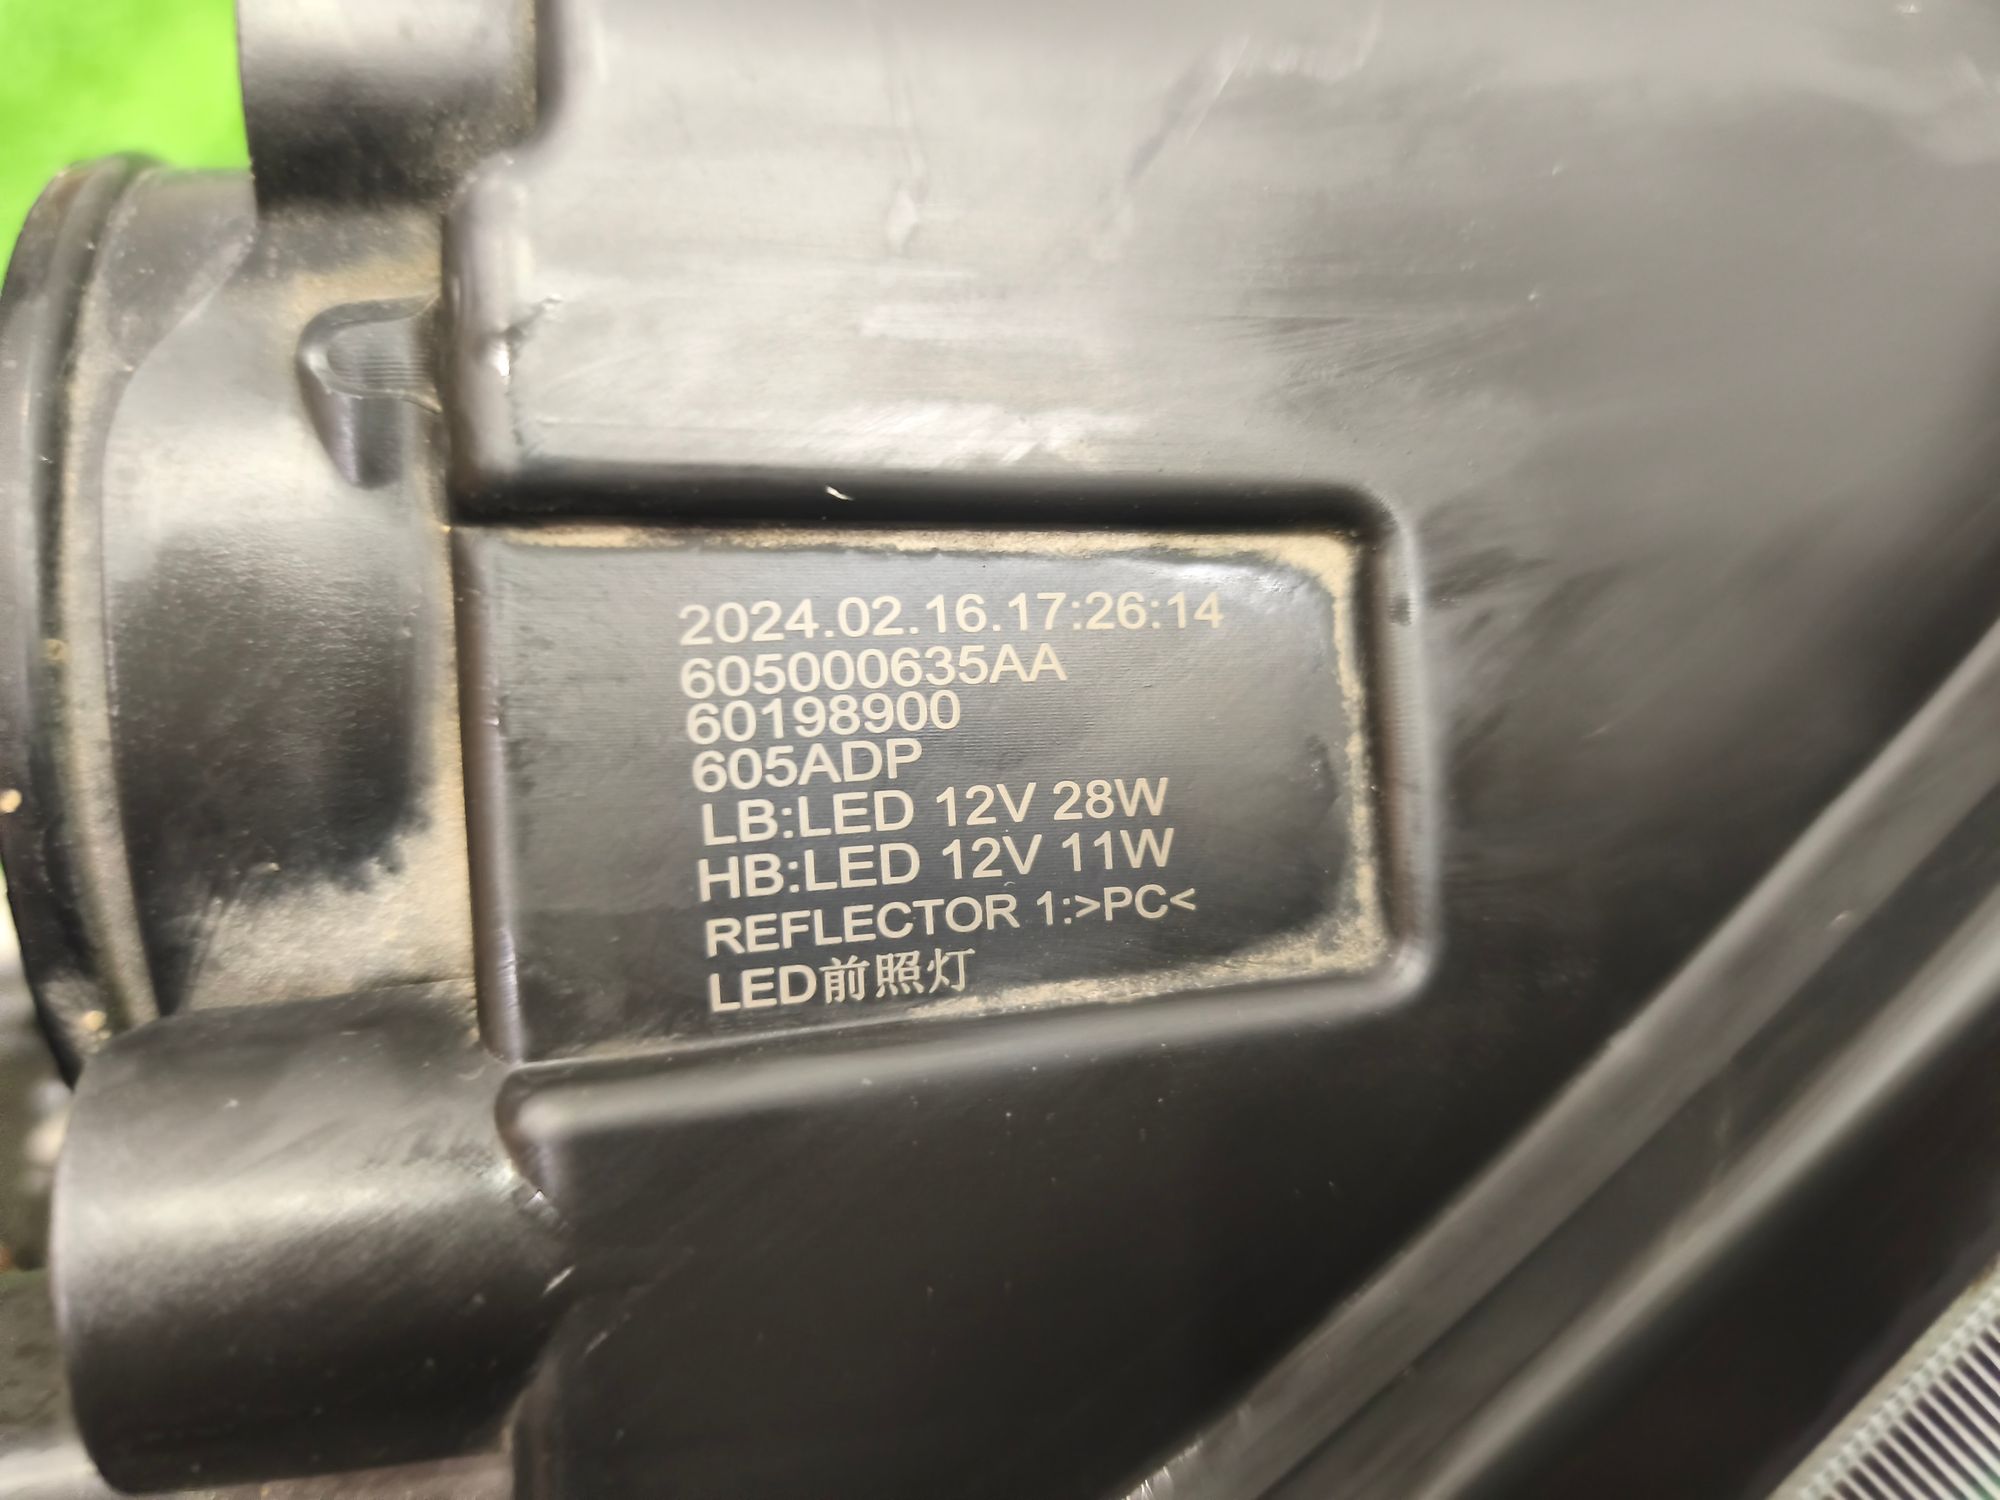 2024.02.16.17:26:14
605000635AA
60198900
605ADP
LB:LED 12V 28W
HB:LED 12V 11W
REFLECTOR 1:>PC<
LED前照灯